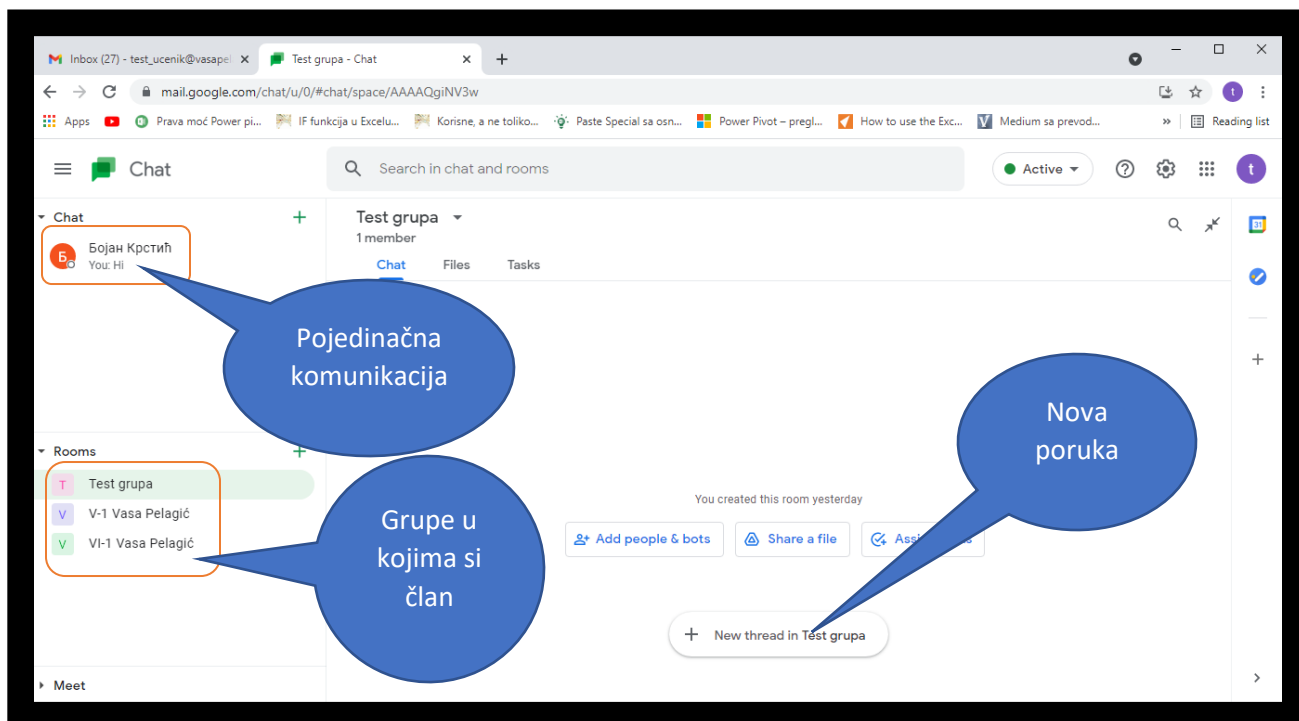 Inbox (27) - test_ucenik@vasapel
Test grupa - Chat
mail.google.com/chat/u/0/#chat/space/AAAAQgiNV3w
Apps
Prava moć Power pi...
IF funkcija u Excelu...
Korisne, a ne toliko...
Paste Special sa osn...
Power Pivot – pregl...
How to use the Exc...
Medium sa prevod...
»
Reading list
Chat
Search in chat and rooms
Active
t
Chat
Б
Бојан Крстић
You: Hi
Test grupa
1 member
Chat
Files
Tasks
31
Pojedinačna
komunikacija
Nova
poruka
Rooms
T
Test grupa
V
V-1 Vasa Pelagić
V
VI-1 Vasa Pelagić
Grupe u
kojima si
član
You created this room yesterday
Add people & bots
Share a file
New thread in Test grupa
Meet